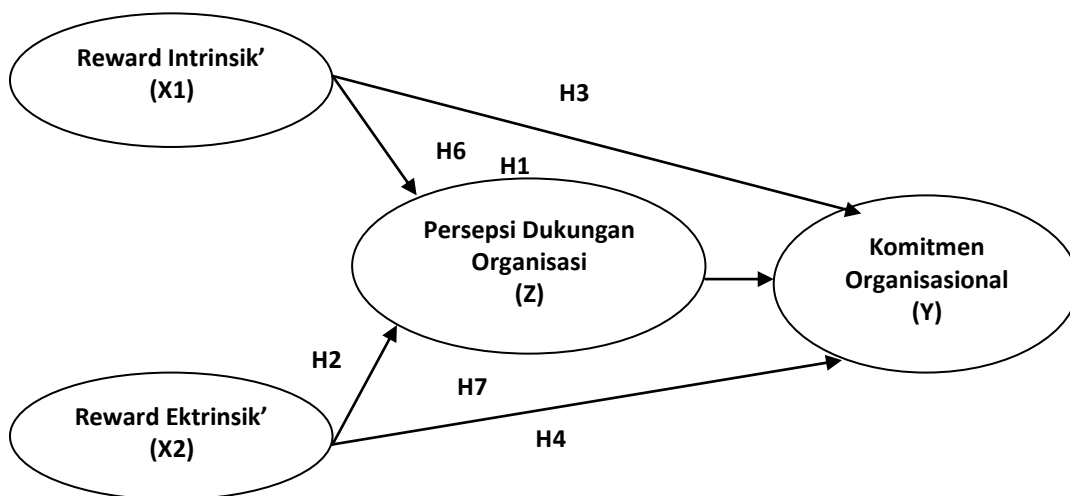 Reward Intrinsik’
(X1)
H3
H6
H1
Persepsi Dukungan
Organisasi
(Z)
Komitmen
Organisasional
(Y)
H2
H7
Reward Ektrinsik’
(X2)
H4